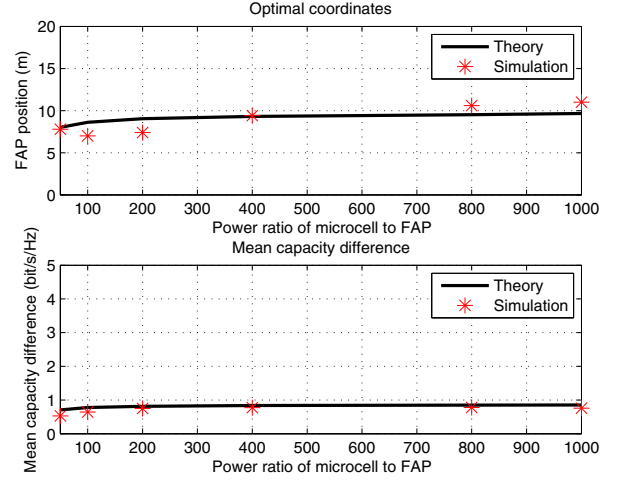 Optimal coordinates
20
15
10
5
0
FAP position (m)
Theory
Simulation
100 200 300 400 500 600 700 800 900 1000
Power ratio of microcell to FAP
Mean capacity difference
5
4
3
2
1
0
Mean capacity difference (bit/s/Hz)
Theory
Simulation
100 200 300 400 500 600 700 800 900 1000
Power ratio of microcell to FAP